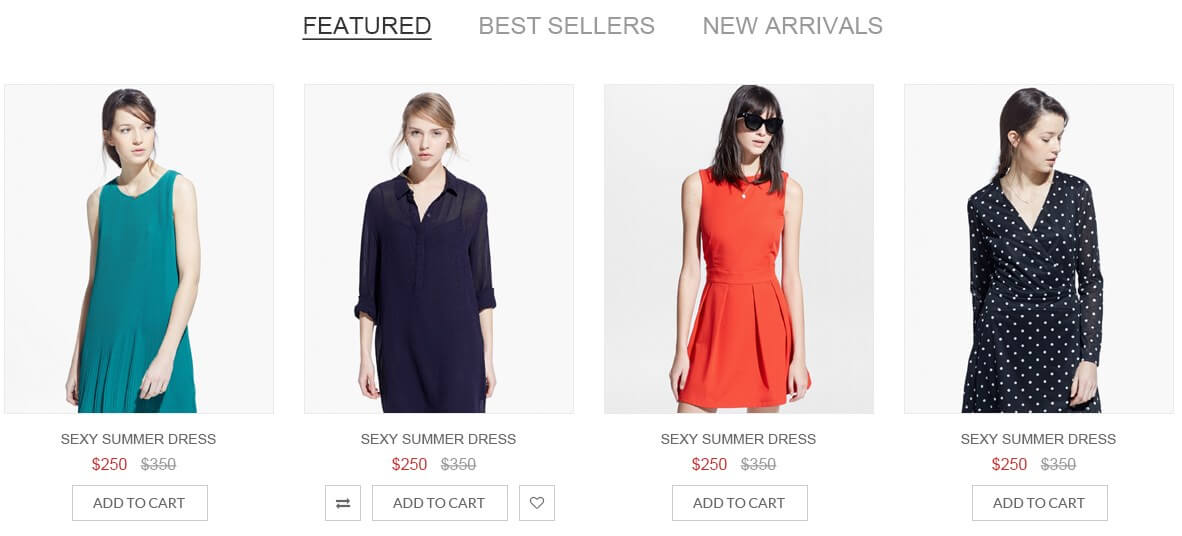 FEATURED BEST SELLERS NEW ARRIVALS
SEXY SUMMER DRESS SEXY SUMMER DRESS SEXY SUMMER DRESS SEXY SUMMER DRESS
$250 $350 $250 $350 $250 $350 $250 $350
ADD TO CART ADD TO CART ADD TO CART ADD TO CART